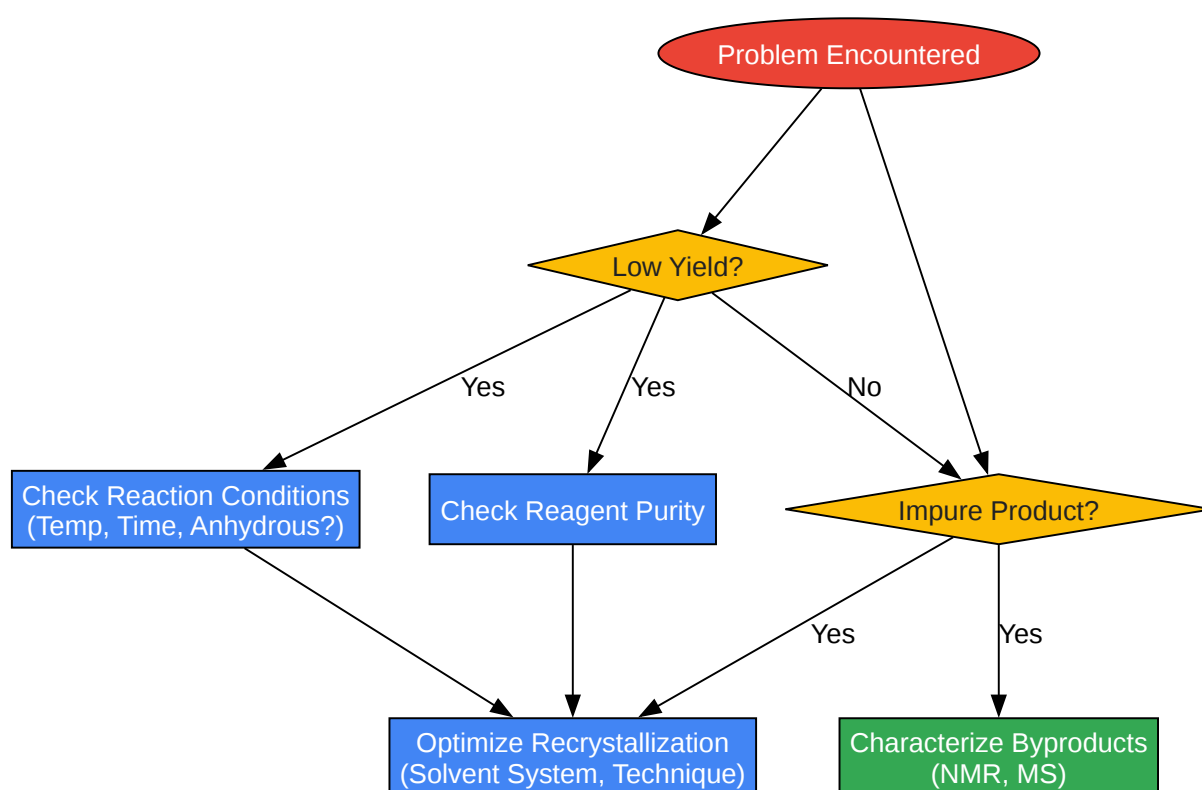 Problem Encountered
Low Yield?
Yes
Yes
No
Check Reaction Conditions
(Temp, Time, Anhydrous?)
Check Reagent Purity
Impure Product?
Yes
Yes
Optimize Recrystallization
(Solvent System, Technique)
Characterize Byproducts
(NMR, MS)